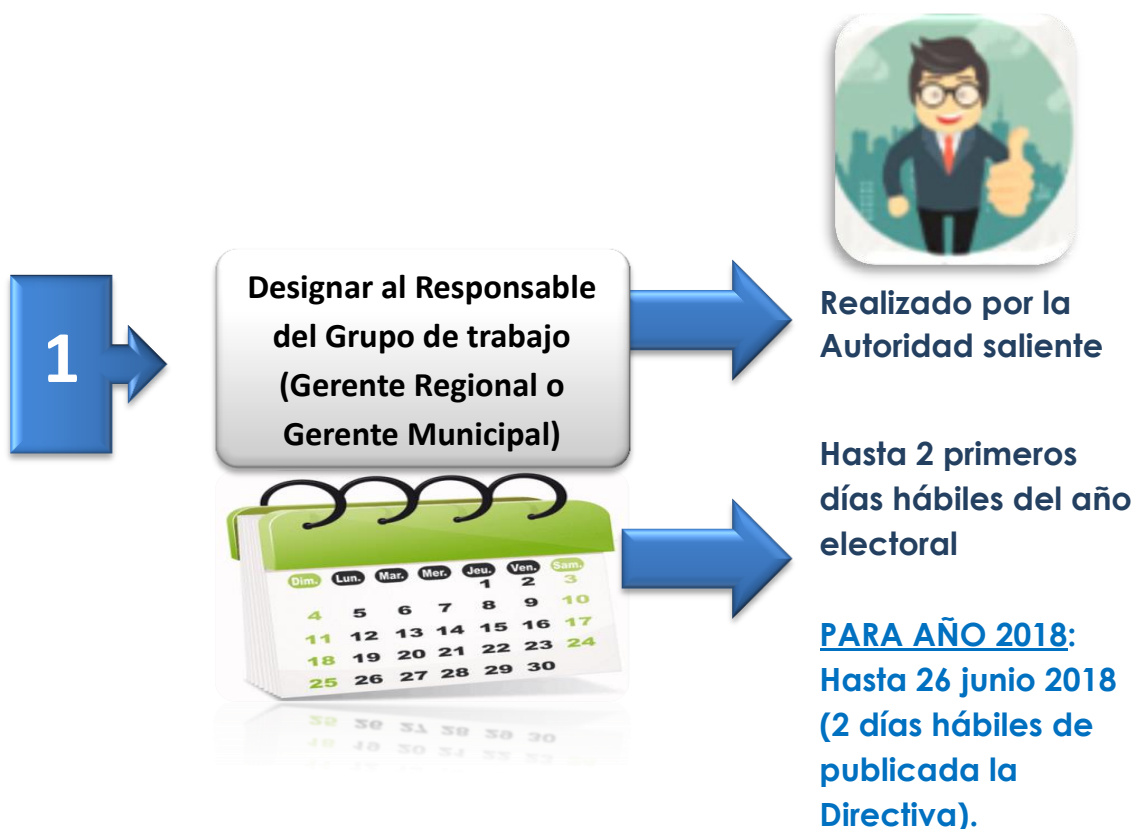 1
Designar al Responsable
del Grupo de trabajo
(Gerente Regional o
Gerente Municipal)
Realizado por la
Autoridad saliente
Hasta 2 primeros
días hábiles del año
electoral
PARA AÑO 2018:
Hasta 26 junio 2018
(2 días hábiles de
publicada la
Directiva).
Dim. Lun. Mar. Mer. Jeu. Ven. Sam.
1 2 3
4 5 6 7 8 9 10
11 12 13 14 15 16 17
18 19 20 21 22 23 24
25 26 27 28 29 30